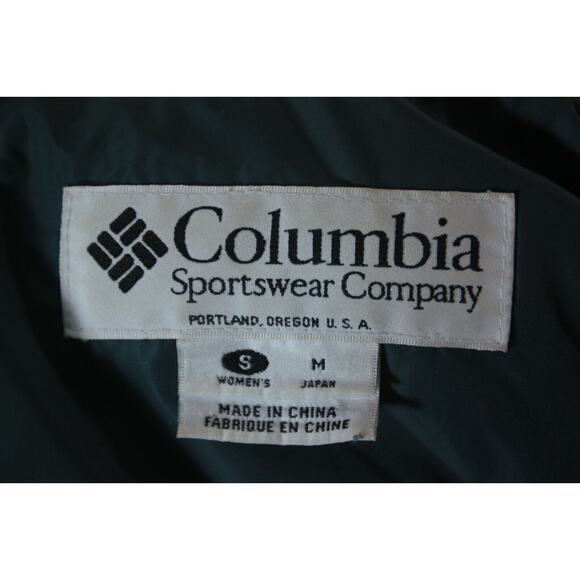 Columbia
Sportswear Company
PORTLAND, OREGON U.S.A.
S M
WOMEN'S JAPAN
MADE IN CHINA
FABRIQUE EN CHINE